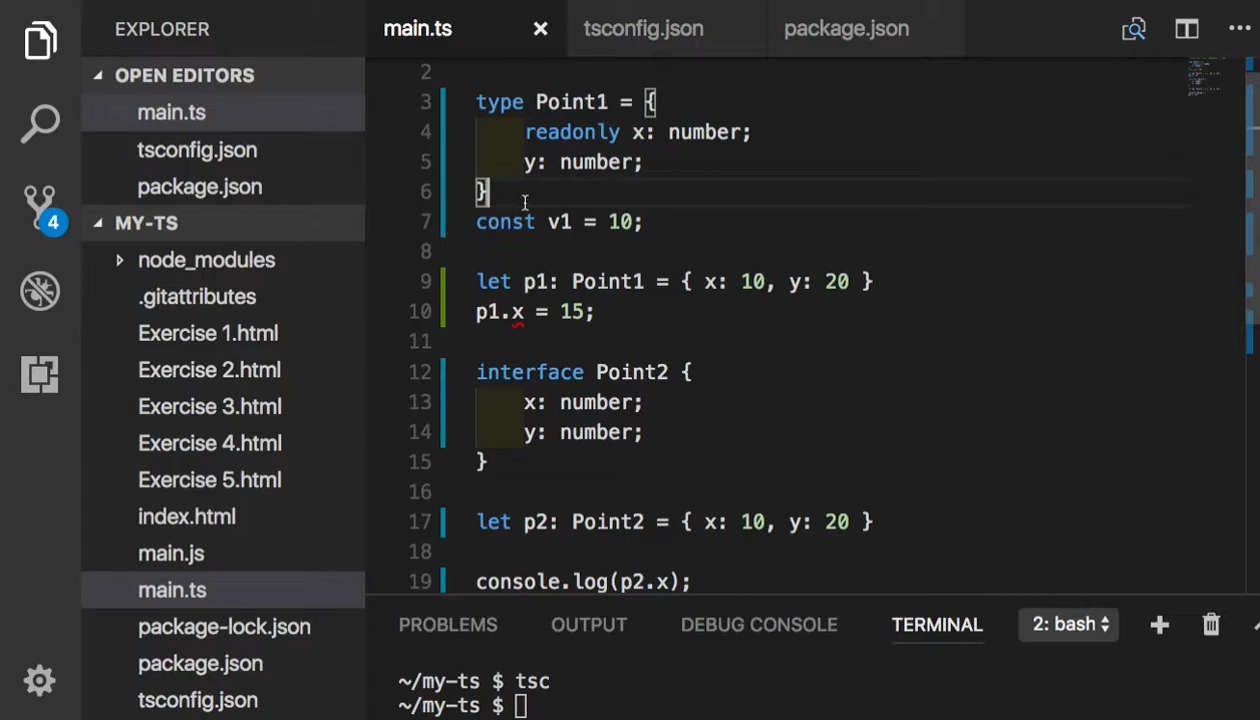 EXPLORER
OPEN EDITORS
main.ts
tsconfig.json
package.json
MY-TS
node_modules
.gitattributes
Exercise 1.html
Exercise 2.html
Exercise 3.html
Exercise 4.html
Exercise 5.html
index.html
main.js
main.ts
package-lock.json
package.json
tsconfig.json
4
main.ts tsconfig.json package.json
2
3 type Point1 = {
4 readonly x: number;
5 y: number;
6 }
7 const v1 = 10;
8
9 let p1: Point1 = { x: 10, y: 20 }
10 p1.x = 15;
11
12 interface Point2 {
13 x: number;
14 y: number;
15 }
16
17 let p2: Point2 = { x: 10, y: 20 }
18
19 console.log(p2.x);
PROBLEMS OUTPUT DEBUG CONSOLE TERMINAL 2: bash
~/my-ts $ tsc
~/my-ts $